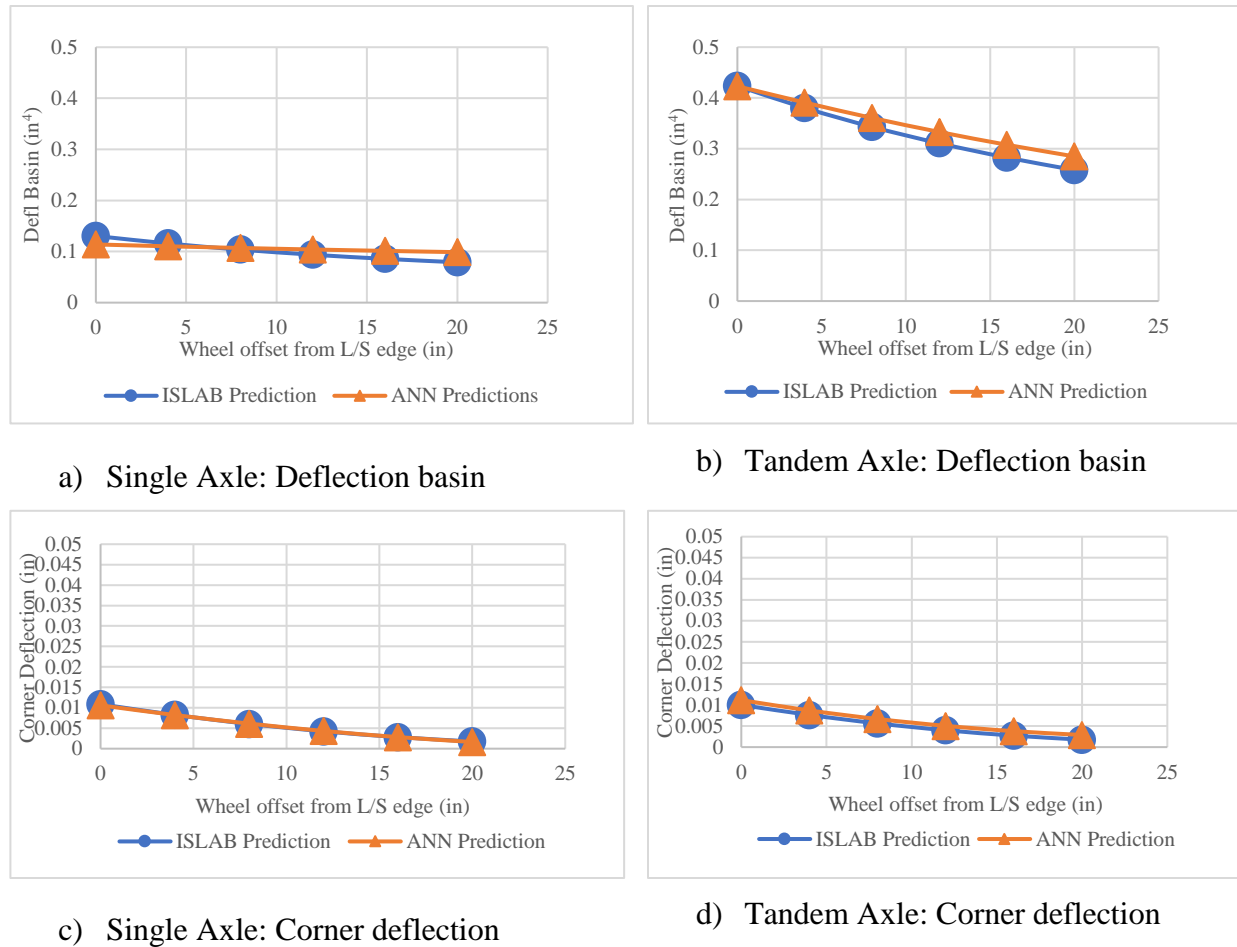 0.5
0.4
0.3
0.2
0.1
0
Defl Basin (in⁴)
0 5 10 15 20 25
Wheel offset from L/S edge (in)
ISLAB Prediction ANN Predictions
a) Single Axle: Deflection basin
0.5
0.4
0.3
0.2
0.1
0
Defl Basin (in⁴)
0 5 10 15 20 25
Wheel offset from L/S edge (in)
ISLAB Prediction ANN Prediction
b) Tandem Axle: Deflection basin
0.05
0.045
0.04
0.035
0.03
0.025
0.02
0.015
0.01
0.005
0
Corner Deflection (in)
0 5 10 15 20 25
Wheel offset from L/S edge (in)
ISLAB Prediction ANN Prediction
c) Single Axle: Corner deflection
0.05
0.045
0.04
0.035
0.03
0.025
0.02
0.015
0.01
0.005
0
Corner Deflection (in)
0 5 10 15 20 25
Wheel offset from L/S edge (in)
ISLAB Prediction ANN Prediction
d) Tandem Axle: Corner deflection